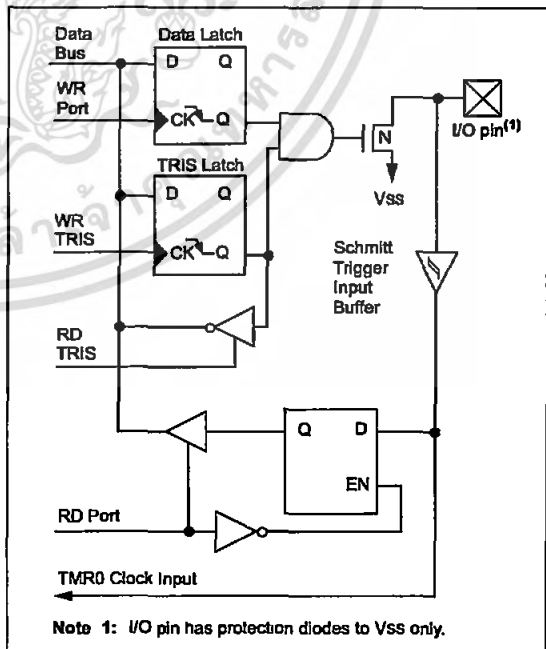 Data
Bus
Data Latch
D Q
WR
Port
CK Q
N
I/O pin(1)
Vss
TRIS Latch
D Q
WR
TRIS
CK Q
Schmitt
Trigger
Input
Buffer
RD
TRIS
Q D
EN
RD Port
TMR0 Clock Input
Note 1: I/O pin has protection diodes to Vss only.